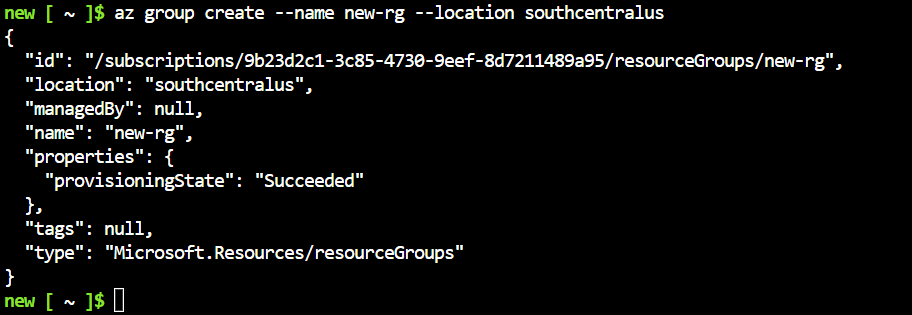 new [ ~ ]$ az group create --name new-rg --location southcentralus
{
  "id": "/subscriptions/9b23d2c1-3c85-4730-9eef-8d7211489a95/resourceGroups/new-rg",
  "location": "southcentralus",
  "managedBy": null,
  "name": "new-rg",
  "properties": {
    "provisioningState": "Succeeded"
  },
  "tags": null,
  "type": "Microsoft.Resources/resourceGroups"
}
new [ ~ ]$